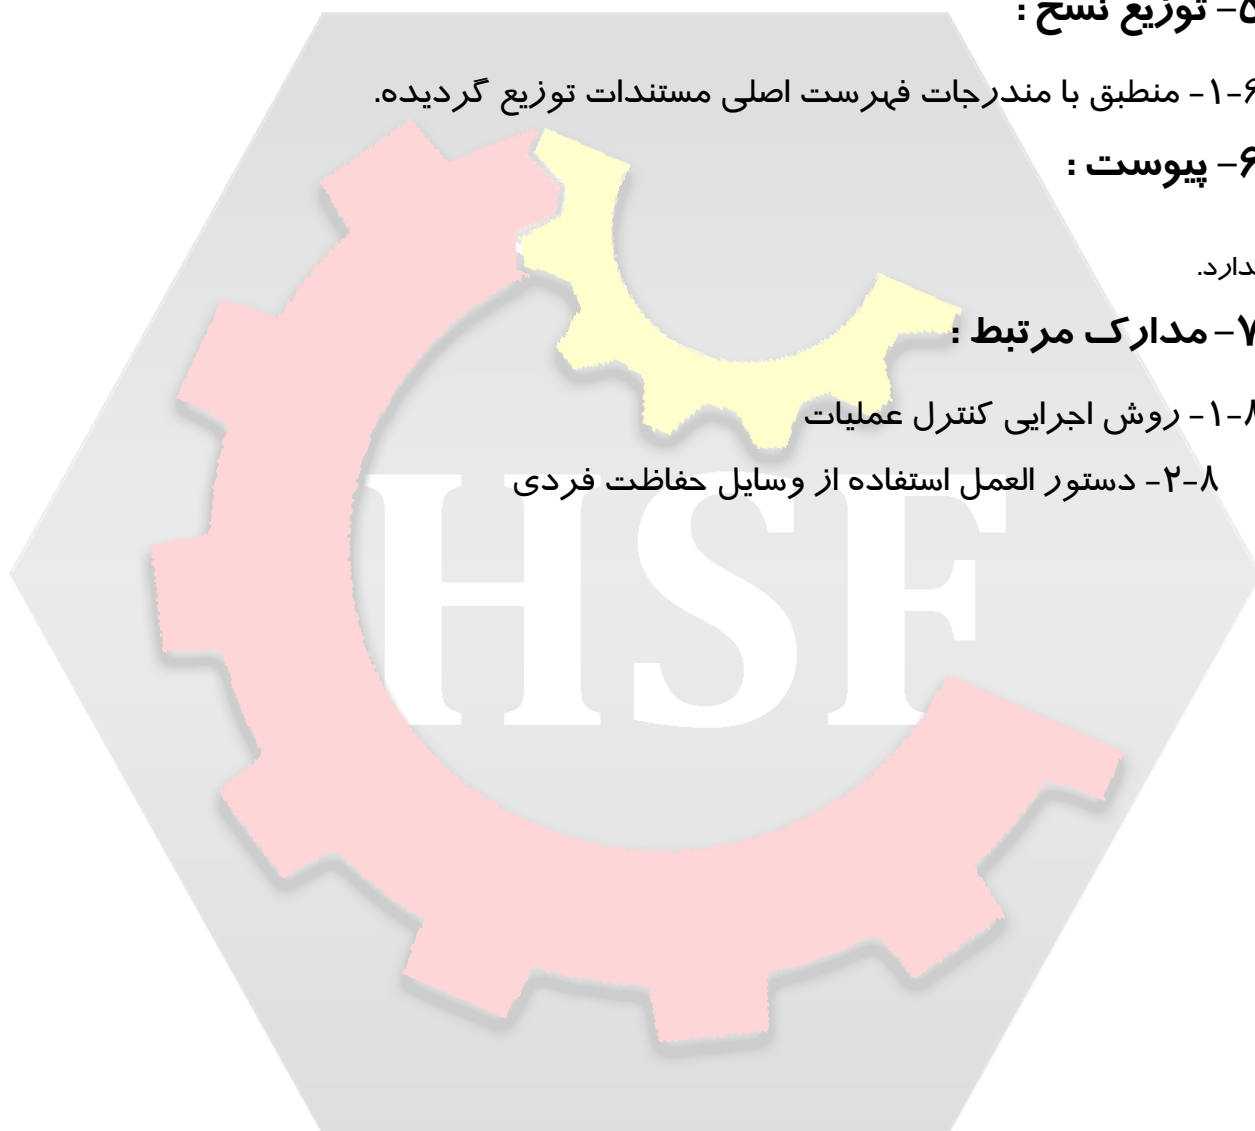 ۵- توزیع نسخ :
۶-۱- منطبق با مندرجات فهرست اصلی مستندات توزیع گردیده.
۶- پیوست :
۷- مدارک مرتبط :
۸-۱- روش اجرایی کنترل عملیات
۸-۲- دستور العمل استفاده از وسایل حفاظت فردی
HSF